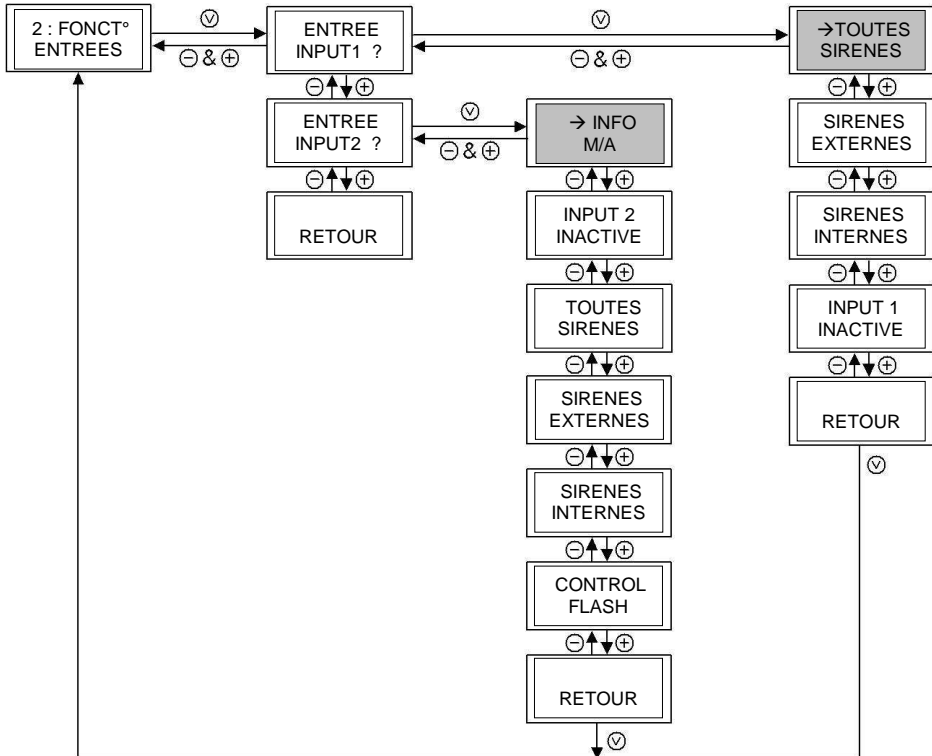 2 : FONCT°
ENTREES
V
- & +
ENTREE
INPUT1 ?
V
- & +
→TOUTES
SIRENES
- +
ENTREE
INPUT2 ?
V
- & +
→ INFO
M/A
- +
SIRENES
EXTERNES
- +
RETOUR
- +
INPUT 2
INACTIVE
- +
SIRENES
INTERNES
- +
TOUTES
SIRENES
- +
INPUT 1
INACTIVE
- +
SIRENES
EXTERNES
- +
RETOUR
V
- +
SIRENES
INTERNES
- +
CONTROL
FLASH
- +
RETOUR
V